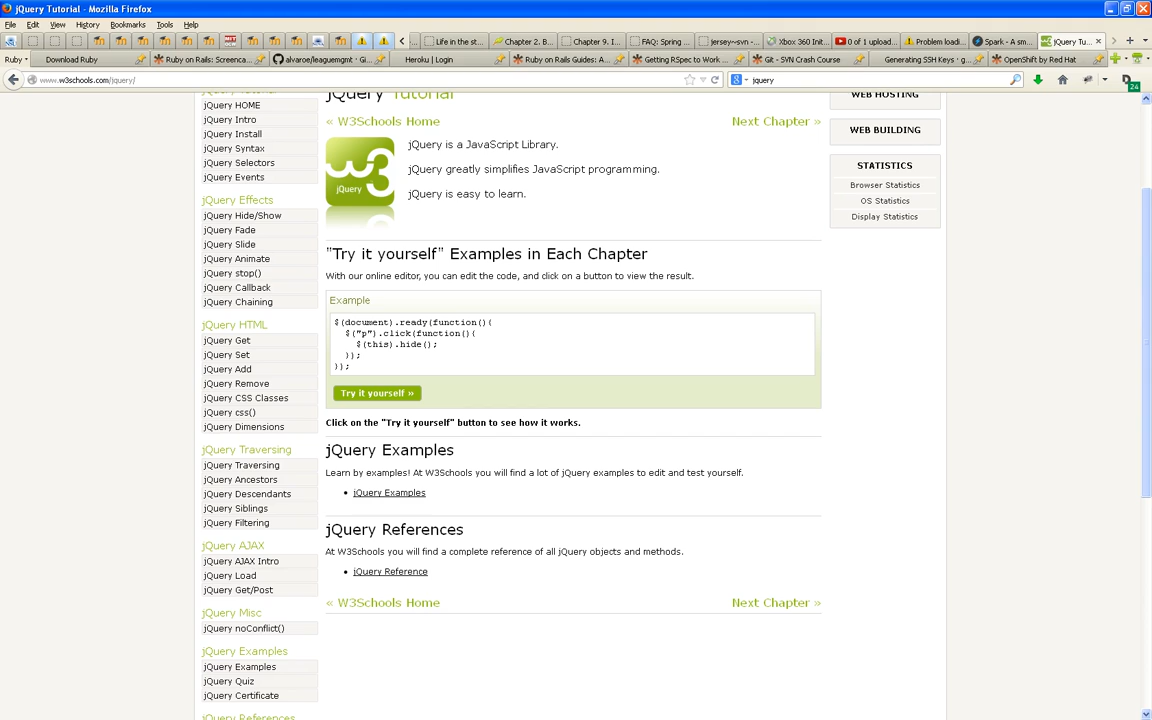 jQuery Tutorial - Mozilla Firefox
File Edit View History Bookmarks Tools Help
Life in the st... Chapter 2. B... Chapter 9. I... FAQ: Spring ... jersey~svn -... Xbox 360 Init... 0 of 1 upload... Problem loadi... Spark - A sm... jQuery Tu...
Ruby Download Ruby Ruby on Rails: Screenca... alvaroe/leaguemgmt · Gi... Heroku | Login Ruby on Rails Guides: A... Getting RSpec to Work ... Git - SVN Crash Course Generating SSH Keys · g... OpenShift by Red Hat
www.w3schools.com/jquery/
jquery
24
jQuery Tutorial
jQuery HOME
jQuery Intro
jQuery Install
jQuery Syntax
jQuery Selectors
jQuery Events
jQuery Effects
jQuery Hide/Show
jQuery Fade
jQuery Slide
jQuery Animate
jQuery stop()
jQuery Callback
jQuery Chaining
jQuery HTML
jQuery Get
jQuery Set
jQuery Add
jQuery Remove
jQuery CSS Classes
jQuery css()
jQuery Dimensions
jQuery Traversing
jQuery Traversing
jQuery Ancestors
jQuery Descendants
jQuery Siblings
jQuery Filtering
jQuery AJAX
jQuery AJAX Intro
jQuery Load
jQuery Get/Post
jQuery Misc
jQuery noConflict()
jQuery Examples
jQuery Examples
jQuery Quiz
jQuery Certificate
jQuery References
jQuery Tutorial
« W3Schools Home Next Chapter »
w3
jQuery
jQuery is a JavaScript Library.
jQuery greatly simplifies JavaScript programming.
jQuery is easy to learn.
"Try it yourself" Examples in Each Chapter
With our online editor, you can edit the code, and click on a button to view the result.
Example
$(document).ready(function(){
$("p").click(function(){
$(this).hide();
});
});
Try it yourself »
Click on the "Try it yourself" button to see how it works.
jQuery Examples
Learn by examples! At W3Schools you will find a lot of jQuery examples to edit and test yourself.
• jQuery Examples
jQuery References
At W3Schools you will find a complete reference of all jQuery objects and methods.
• jQuery Reference
« W3Schools Home Next Chapter »
WEB HOSTING
WEB BUILDING
STATISTICS
Browser Statistics
OS Statistics
Display Statistics